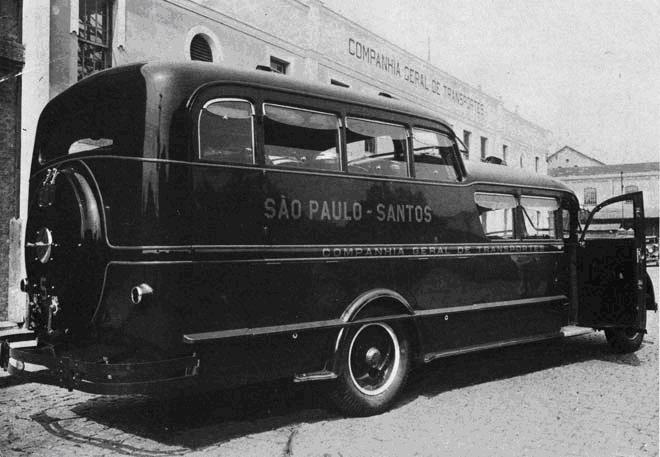 COMPANHIA GERAL DE TRANSPORTES
SÃO PAULO - SANTOS
COMPANHIA GERAL DE TRANSPORTES